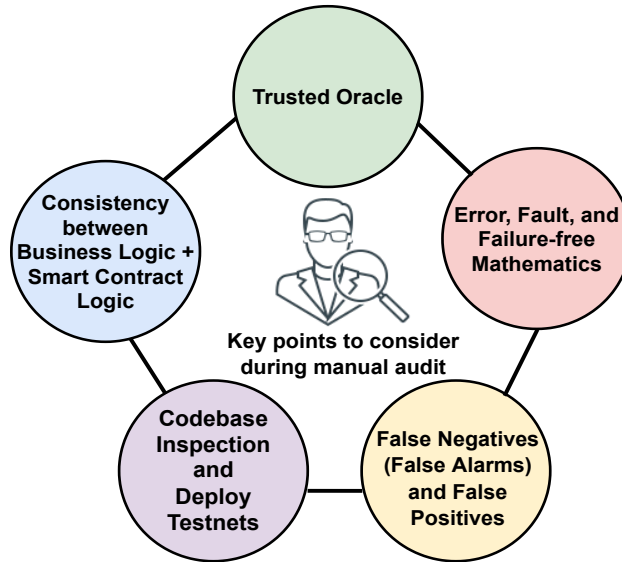 Trusted Oracle
Consistency
between
Business Logic +
Smart Contract
Logic
Error, Fault, and
Failure-free
Mathematics
Key points to consider
during manual audit
Codebase
Inspection
and
Deploy
Testnets
False Negatives
(False Alarms)
and False
Positives